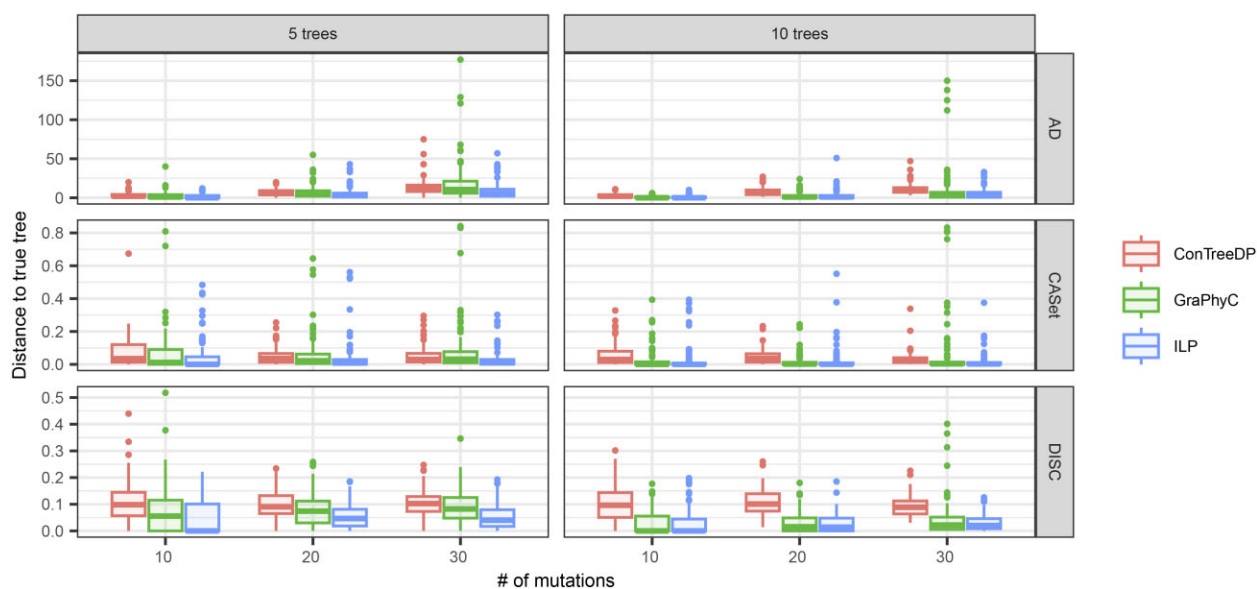 5 trees
10 trees
150
100
50
0
AD
Distance to true tree
0.8
0.6
0.4
0.2
0.0
CASet
0.5
0.4
0.3
0.2
0.1
0.0
DISC
10
20
30
10
20
30
# of mutations
ConTreeDP
GraPhyC
ILP